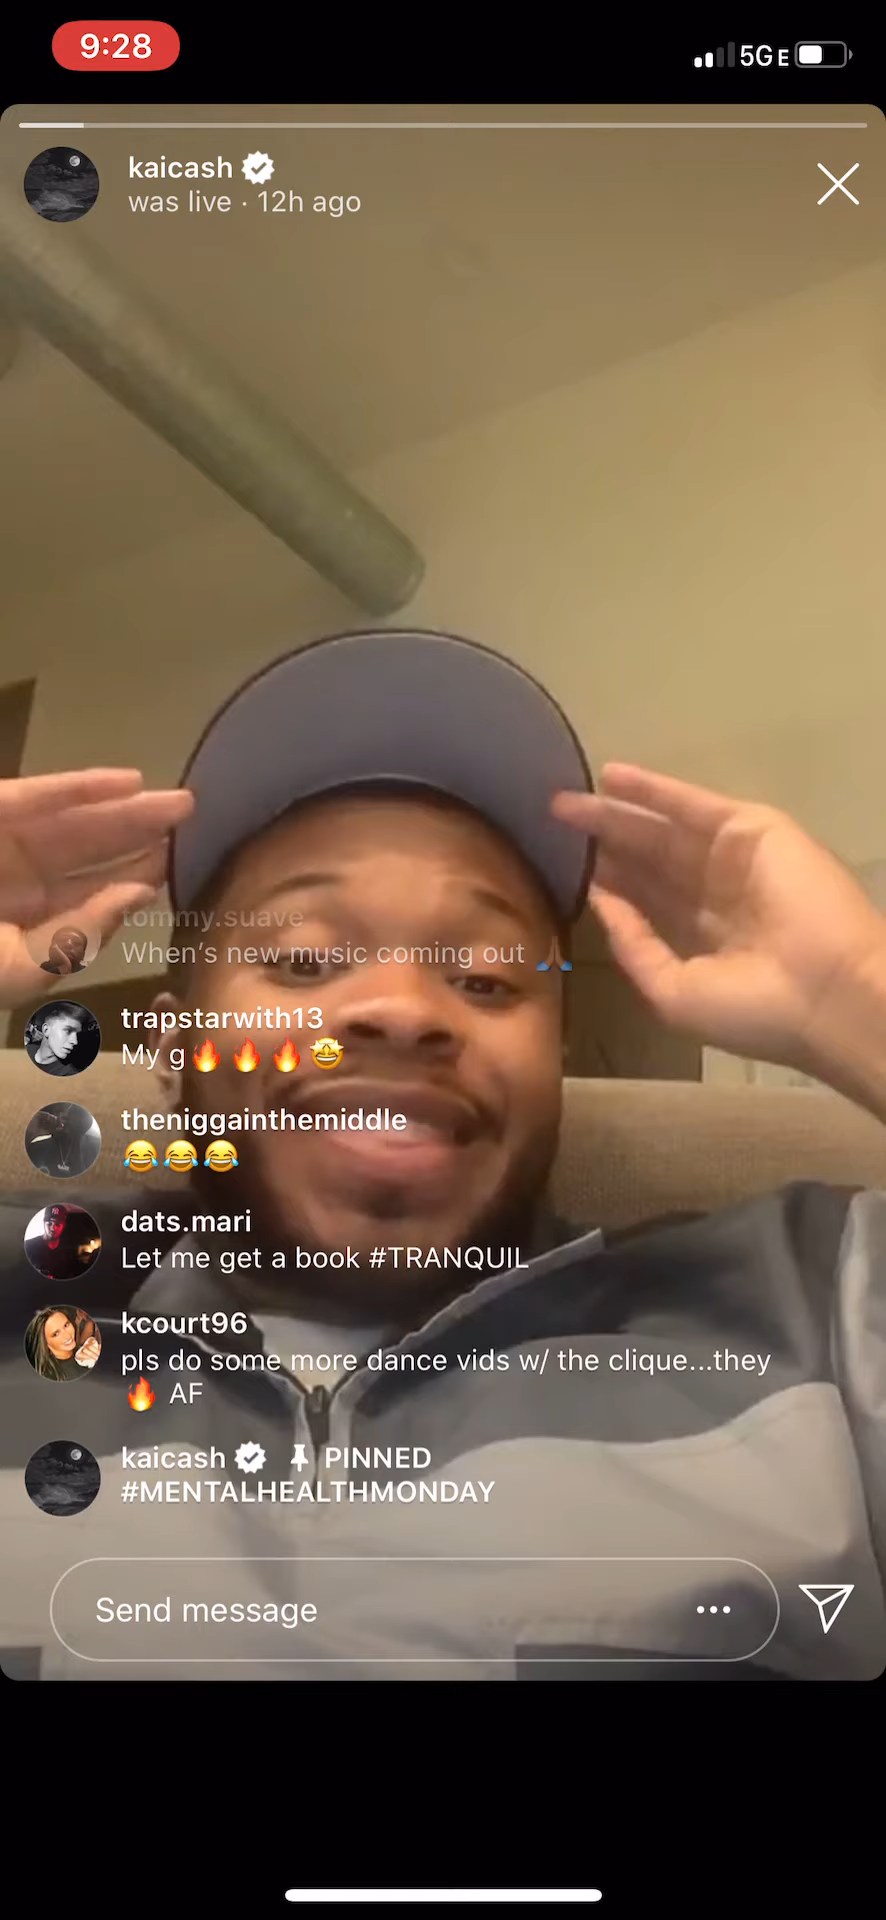 9:28
5GE
kaicash
was live · 12h ago
tommy.suave
When's new music coming out 🙏🏾
trapstarwith13
My g🔥🔥🔥🤩
theniggainthemiddle
😂😂😂
dats.mari
Let me get a book #TRANQUIL
kcourt96
pls do some more dance vids w/ the clique...they
🔥 AF
kaicash PINNED
#MENTALHEALTHMONDAY
Send message